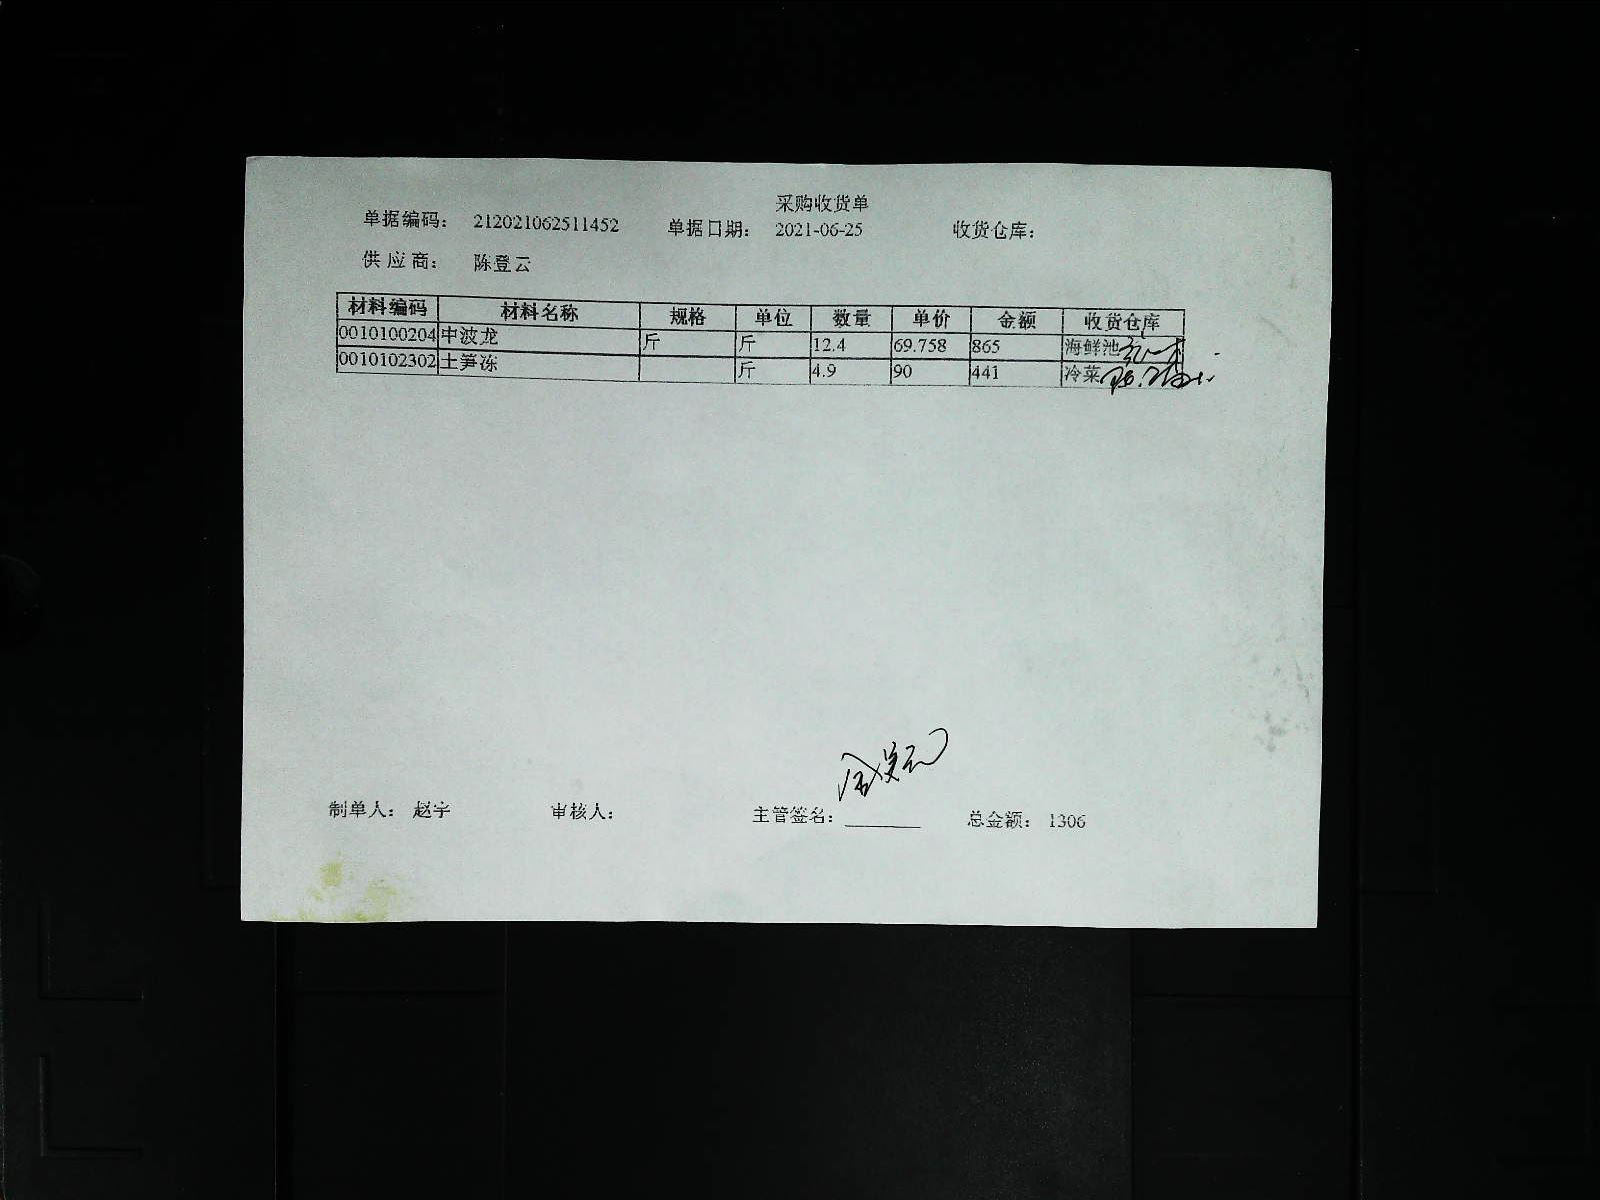 采购收货单
单据编码： 212021062511452 单据日期： 2021-06-25 收货仓库：
供应商： 陈登云
材料编码 材料名称 规格 单位 数量 单价 金额 收货仓库
0010100204 中波龙 斤 斤 12.4 69.758 865 海鲜池
0010102302 土笋冻 斤 4.9 90 441 冷菜
制单人： 赵宇 审核人： 主管签名： 总金额： 1306